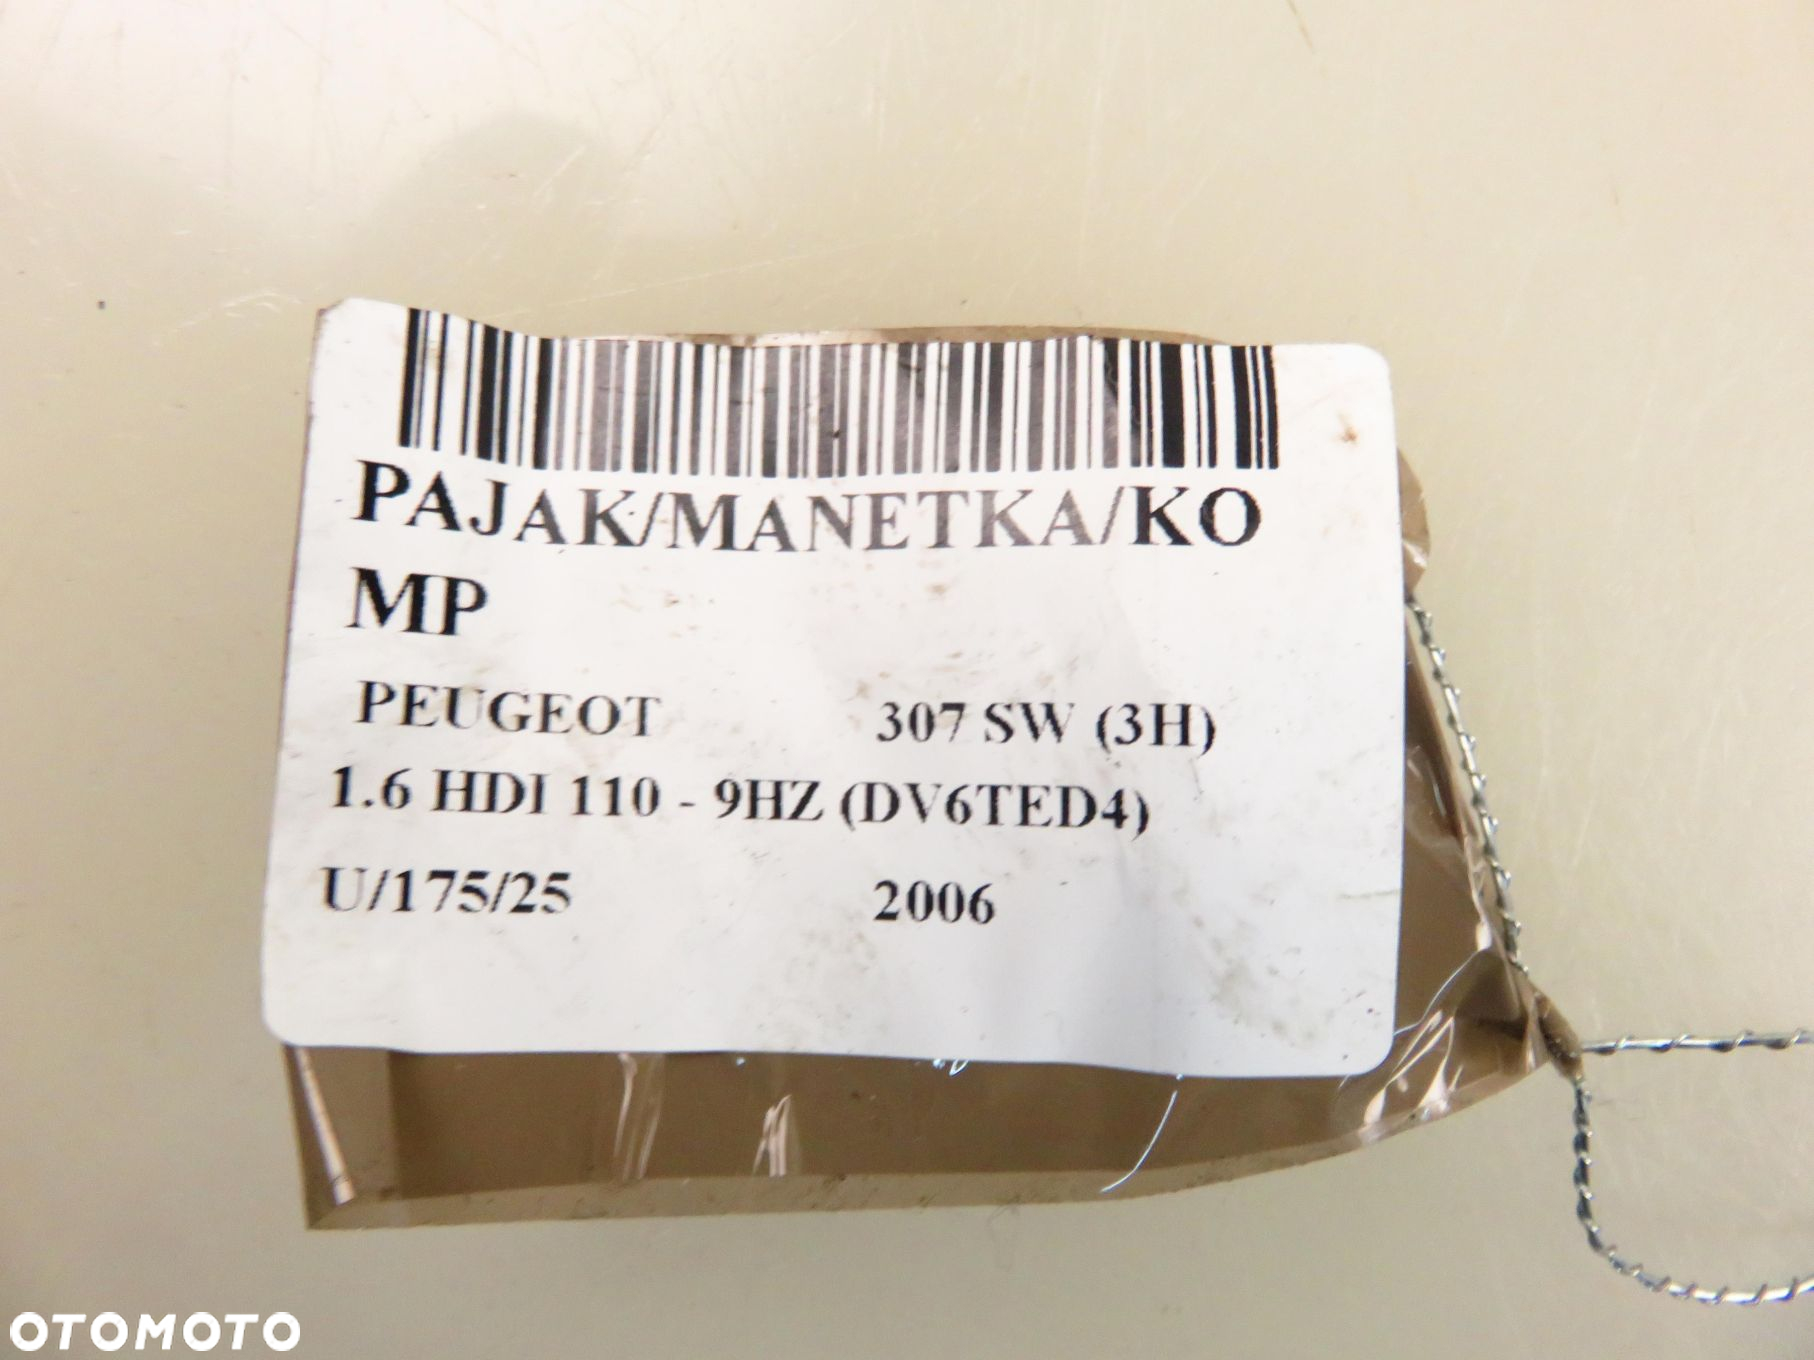 PAJAK/MANETKA/KO
MP
PEUGEOT 307 SW (3H)
1.6 HDI 110 - 9HZ (DV6TED4)
U/175/25 2006
OTOMOTO